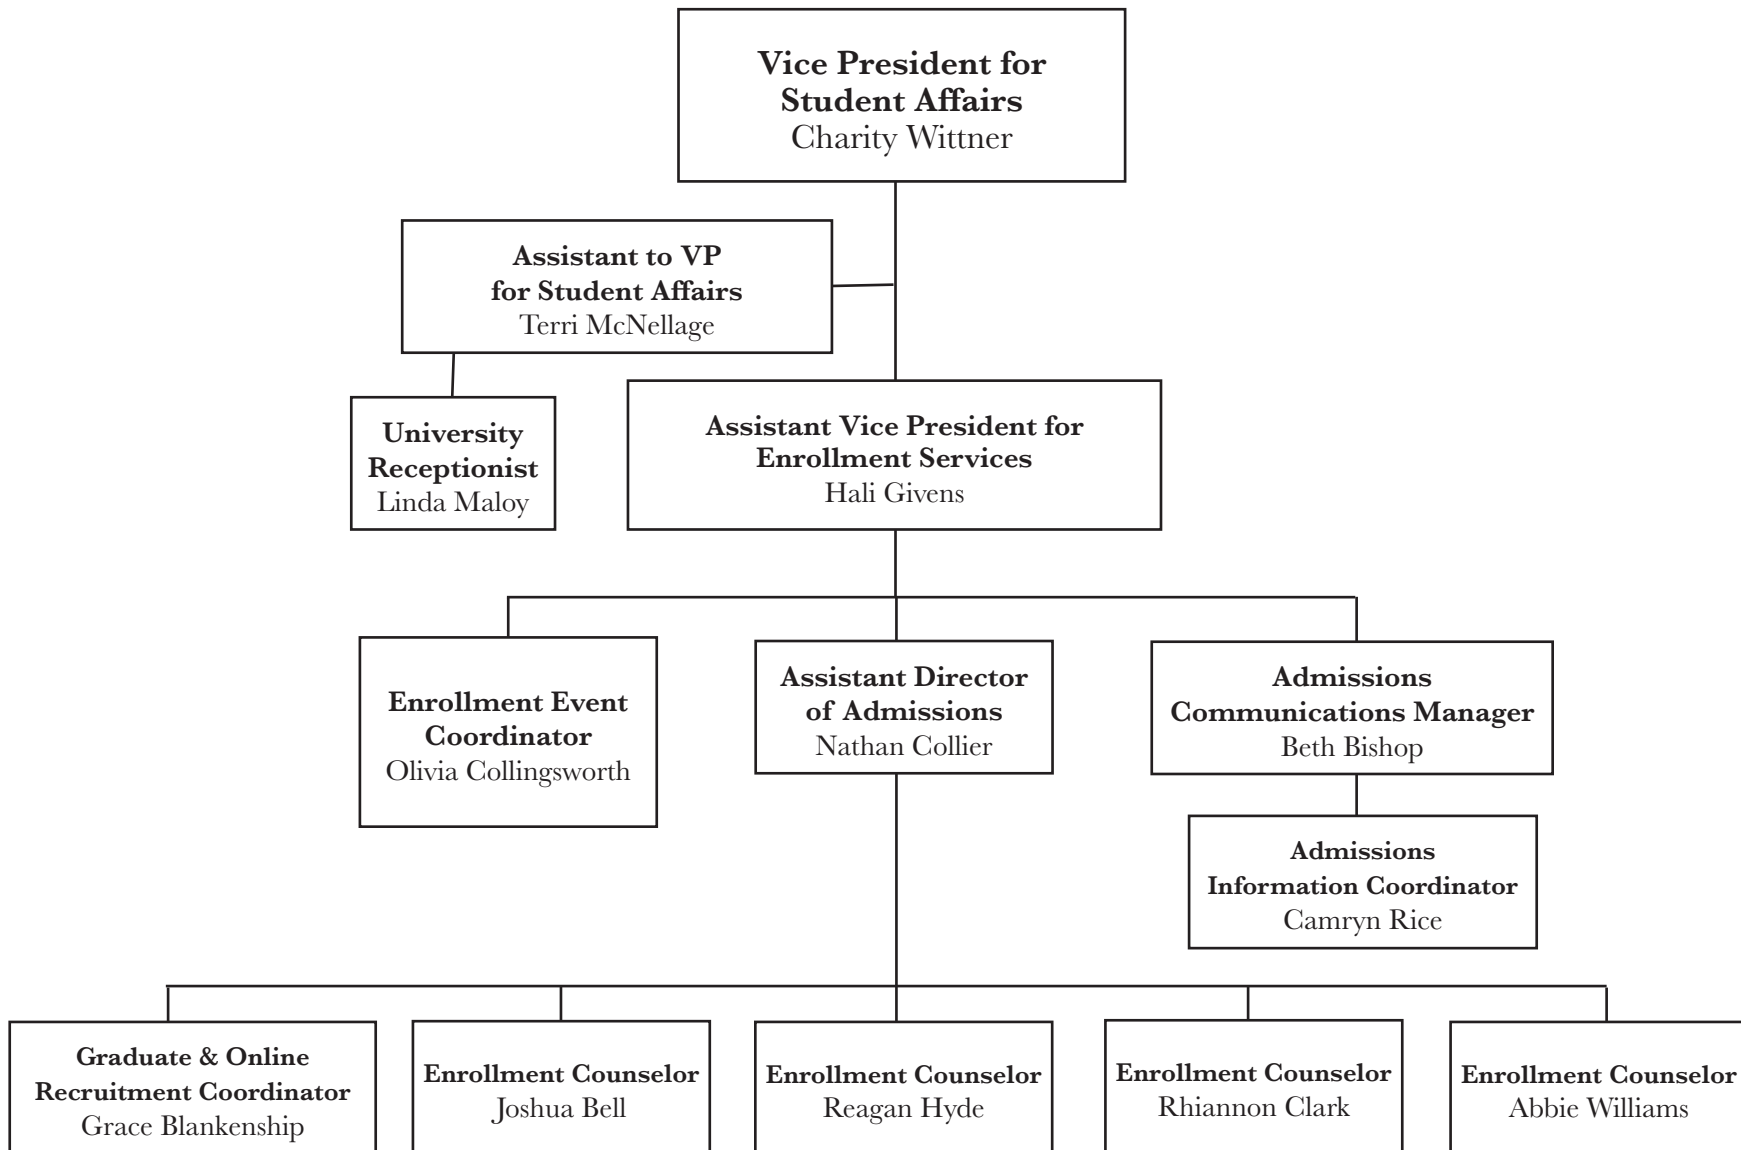 Vice President for
Student Affairs
Charity Wittner
Assistant to VP
for Student Affairs
Terri McNellage
University
Receptionist
Linda Maloy
Assistant Vice President for
Enrollment Services
Hali Givens
Enrollment Event
Coordinator
Olivia Collingsworth
Assistant Director
of Admissions
Nathan Collier
Admissions
Communications Manager
Beth Bishop
Admissions
Information Coordinator
Camryn Rice
Graduate & Online
Recruitment Coordinator
Grace Blankenship
Enrollment Counselor
Joshua Bell
Enrollment Counselor
Reagan Hyde
Enrollment Counselor
Rhiannon Clark
Enrollment Counselor
Abbie Williams